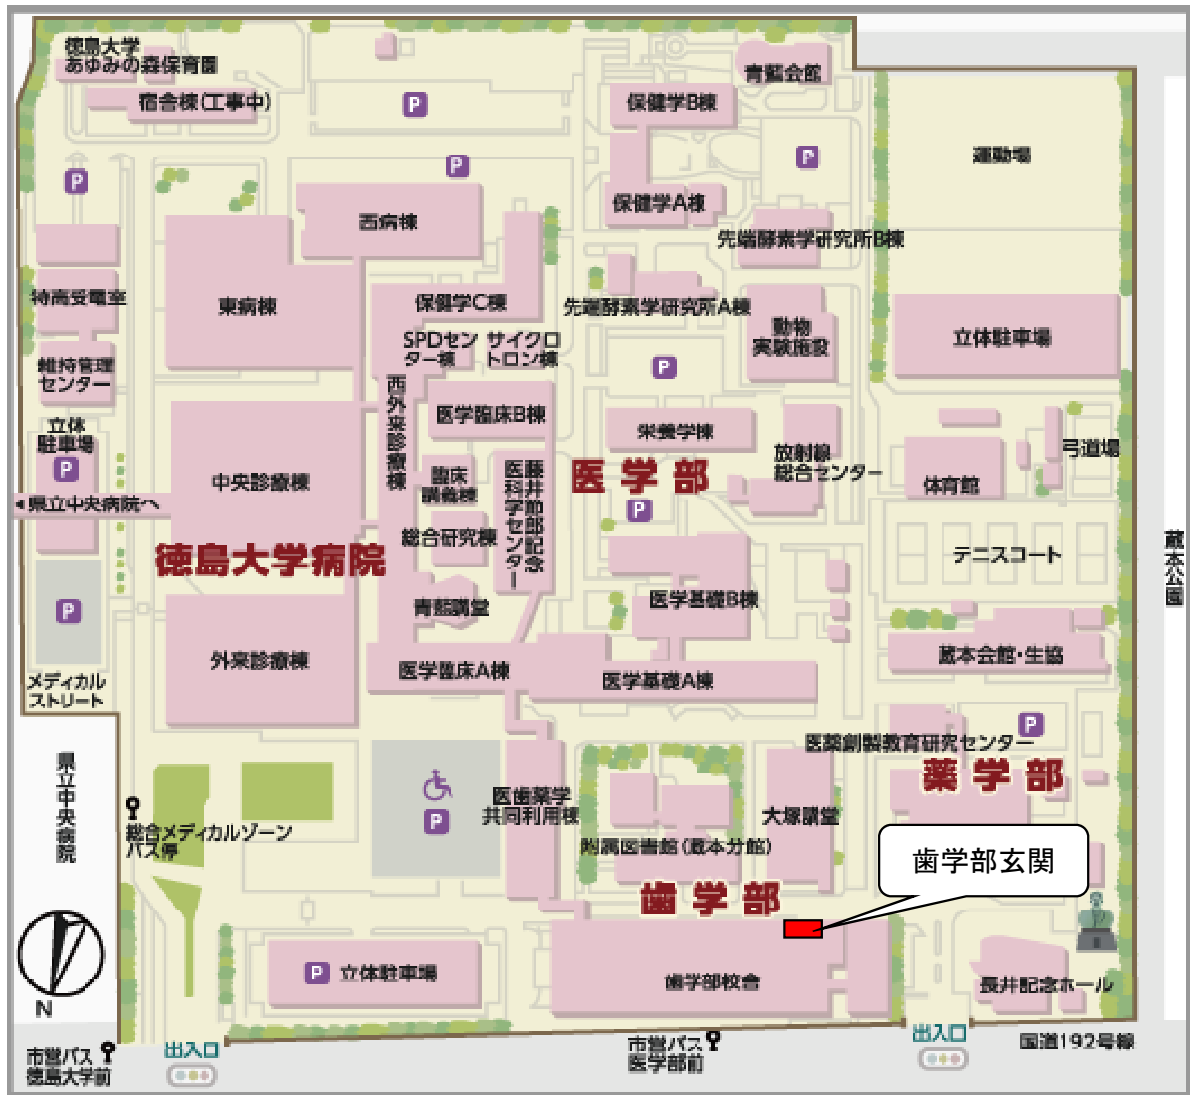 徳島大学
あゆみの森保育園
宿舎棟(工事中)
P
P
P
P
青藍会館
保健学B棟
運動場
西病棟
保健学A棟
先端酵素学研究所B棟
特高受電室
東病棟
保健学C棟
先端酵素学研究所A棟
動物
実験施設
立体駐車場
維持管理
センター
SPDセン
ター棟
サイクロ
トロン棟
P
西外来診療棟
医学臨床B棟
栄養学棟
立体
駐車場
P
放射線
総合センター
弓道場
中央診療棟
臨床
講義棟
藤井節郎記念
医科学センター
医学部
体育館
県立中央病院へ
P
総合研究棟
徳島大学病院
テニスコート
蔵本公園
P
青藍講堂
医学基礎B棟
外来診療棟
医学臨床A棟
医学基礎A棟
蔵本会館・生協
メディカル
ストリート
P
医薬創製教育研究センター
薬学部
県立中央病院
総合メディカルゾーン
バス停
P
医歯薬学
共同利用棟
大塚講堂
附属図書館(蔵本分館)
歯学部玄関
歯学部
P
立体駐車場
歯学部校舎
長井記念ホール
N
市営バス
徳島大学前
出入口
市営バス
医学部前
出入口
国道192号線